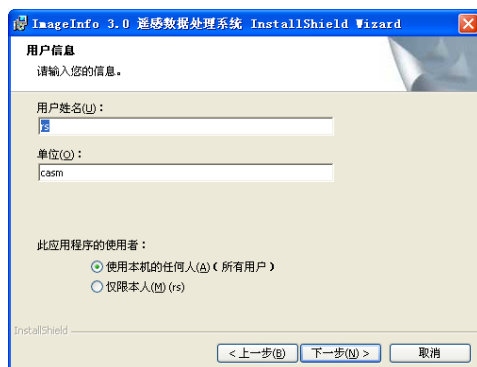 ImageInfo 3.0 遥感数据处理系统 InstallShield Wizard
用户信息
请输入您的信息。
用户姓名(U)：
rs
单位(O)：
casm
此应用程序的使用者：
使用本机的任何人(A)(所有用户)
仅限本人(M) (rs)
InstallShield
<上一步(B) 下一步(N) > 取消